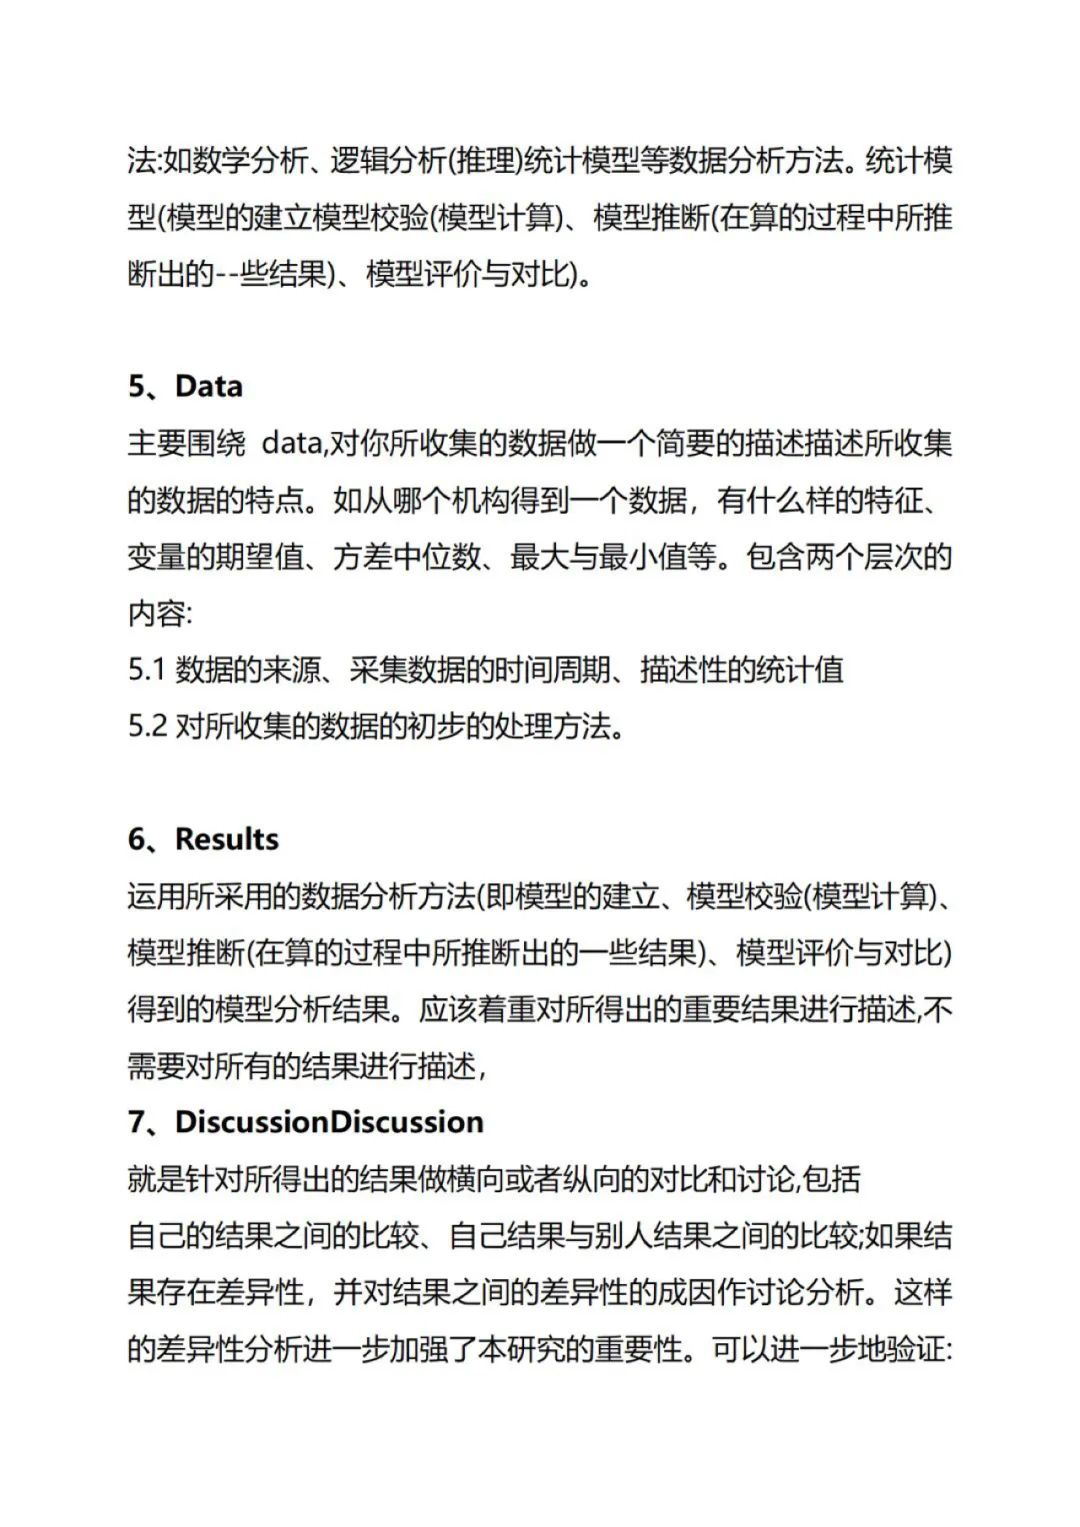 法:如数学分析、逻辑分析(推理)统计模型等数据分析方法。统计模
型(模型的建立模型校验(模型计算)、模型推断(在算的过程中所推
断出的--些结果)、模型评价与对比)。
5、Data
主要围绕 data,对你所收集的数据做一个简要的描述描述所收集
的数据的特点。如从哪个机构得到一个数据，有什么样的特征、
变量的期望值、方差中位数、最大与最小值等。包含两个层次的
内容:
5.1 数据的来源、采集数据的时间周期、描述性的统计值
5.2 对所收集的数据的初步的处理方法。
6、Results
运用所采用的数据分析方法(即模型的建立、模型校验(模型计算)、
模型推断(在算的过程中所推断出的一些结果)、模型评价与对比)
得到的模型分析结果。应该着重对所得出的重要结果进行描述,不
需要对所有的结果进行描述，
7、DiscussionDiscussion
就是针对所得出的结果做横向或者纵向的对比和讨论,包括
自己的结果之间的比较、自己结果与别人结果之间的比较;如果结
果存在差异性，并对结果之间的差异性的成因作讨论分析。这样
的差异性分析进一步加强了本研究的重要性。可以进一步地验证: